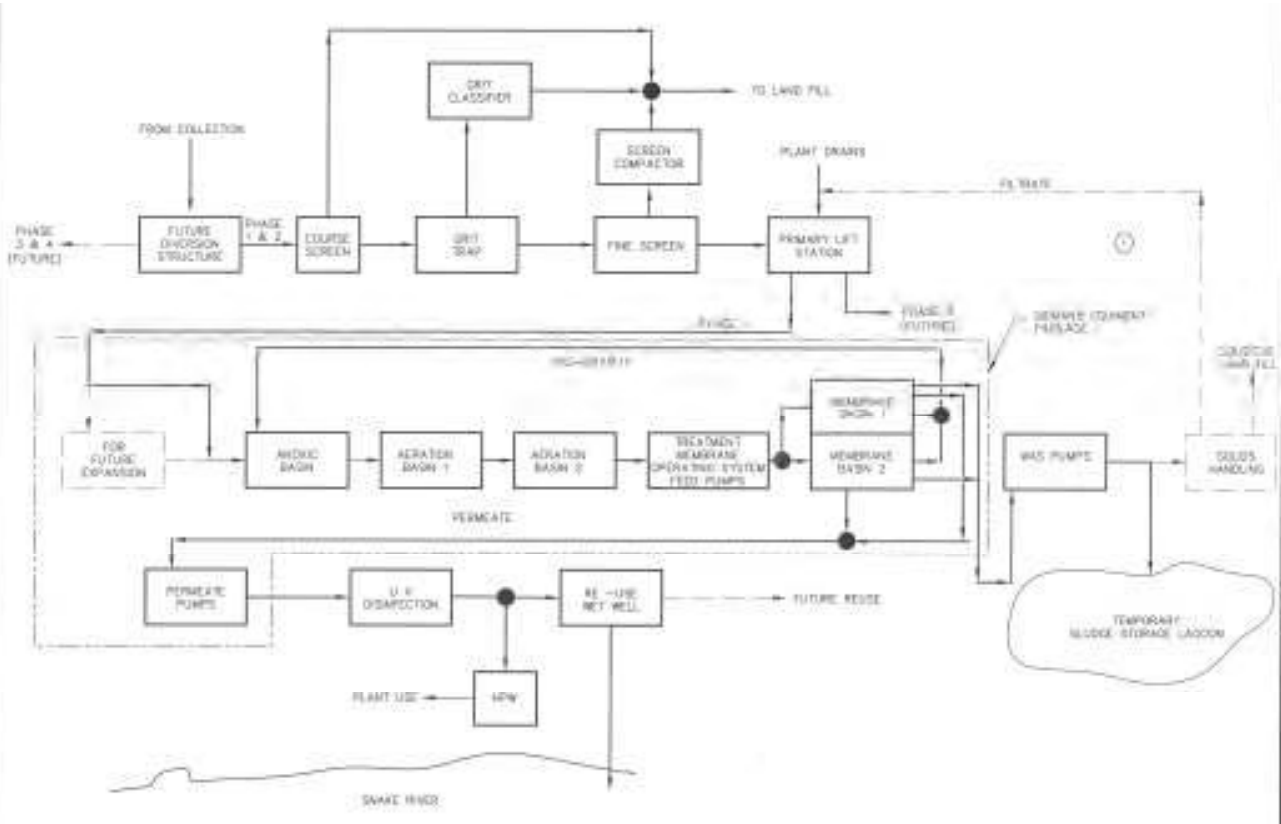 TO LAND FILL
GRIT
CLASSIFIER
FROM COLLECTION
SCREEN
COMPACTOR
PLANT DRAINS
FILTRATE
PHASE
3 & 4
(FUTURE)
FUTURE
DIVERSION
STRUCTURE
PHASE
1 & 2
COURSE
SCREEN
GRIT
TRAP
FINE SCREEN
PRIMARY LIFT
STATION
(FUTURE)
FOR
FUTURE
EXPANSION
ANOXIC
BASIN
AERATION
BASIN 1
AERATION
BASIN 2
TREATMENT
MEMBRANE
OPERATING SYSTEM
FEED PUMPS
MEMBRANE
BASIN 1
MEMBRANE
BASIN 2
WAS PUMPS
SOLIDS
HANDLING
PERMEATE
PERMEATE
PUMPS
U V
DISINFECTION
RE-USE
WET WELL
FUTURE REUSE
TEMPORARY
SLUDGE STORAGE LAGOON
PLANT USE
NPW
SNAKE RIVER